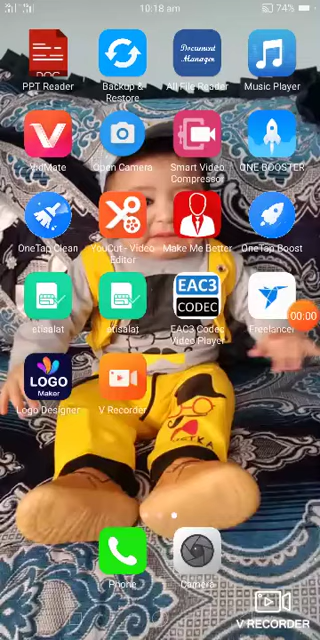 10:18 am
74%
DOC
Document
Manager
PPT Reader
Backup &
Restore
All File Reader
Music Player
VidMate
Open Camera
Smart Video
Compressor
ONE BOOSTER
OneTap Clean
YouCut - Video
Editor
Make Me Better
OneTap Boost
EAC3
CODEC
00:00
etisalat
etisalat
EAC3 Codec
Video Player
Freelancer
LOGO
Maker
Logo Designer
V Recorder
Phone
Camera
V RECORDER